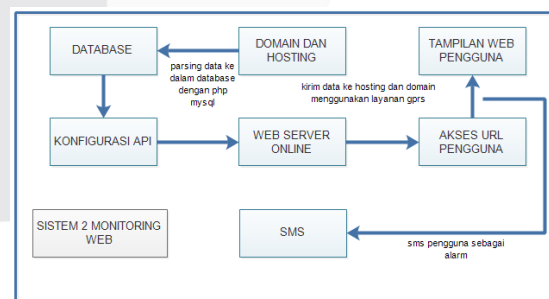 DATABASE
DOMAIN DAN
HOSTING
TAMPILAN WEB
PENGGUNA
parsing data ke
dalam database
dengan php
mysql
kirim data ke hosting dan domain
menggunakan layanan gprs
KONFIGURASI API
WEB SERVER
ONLINE
AKSES URL
PENGGUNA
SISTEM 2 MONITORING
WEB
SMS
sms pengguna sebagai
alarm